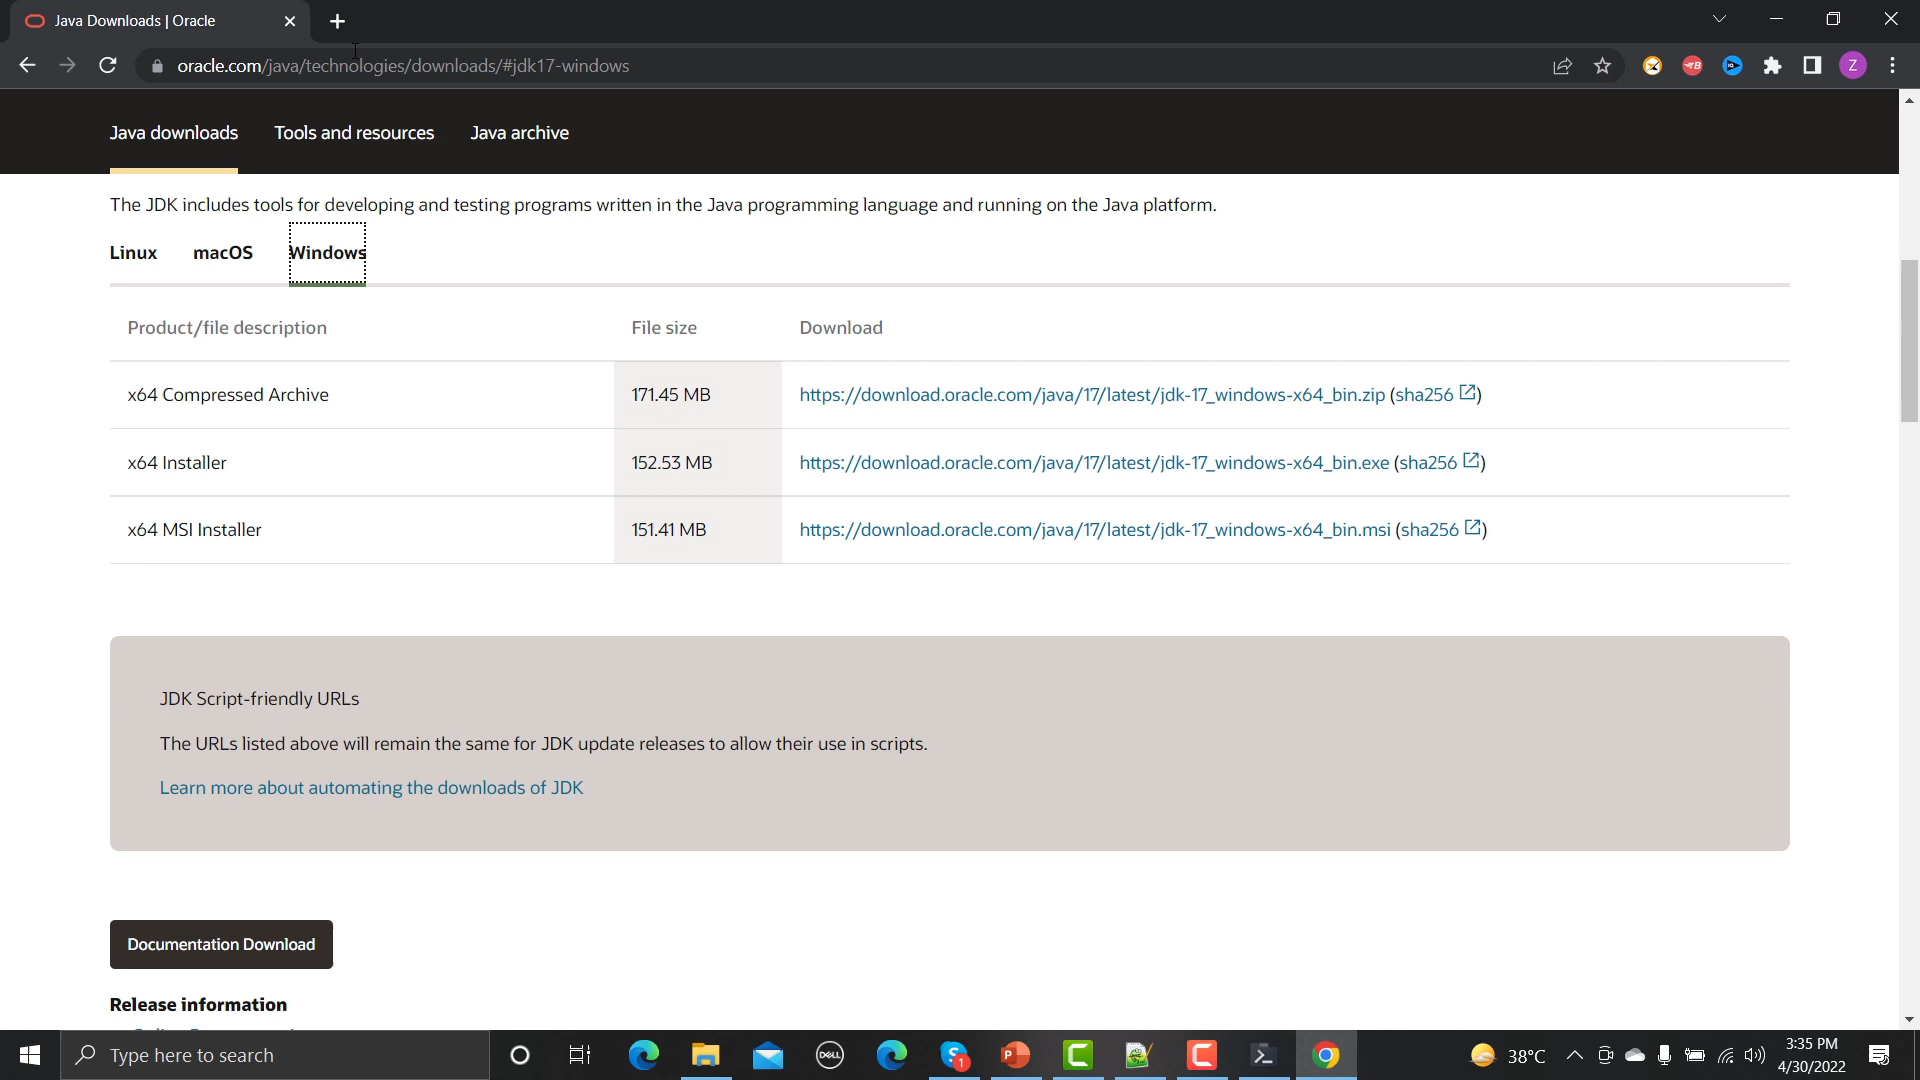 Java Downloads | Oracle
oracle.com/java/technologies/downloads/#jdk17-windows
Z
Java downloads Tools and resources Java archive
The JDK includes tools for developing and testing programs written in the Java programming language and running on the Java platform.
Linux macOS Windows
Product/file description File size Download
x64 Compressed Archive 171.45 MB https://download.oracle.com/java/17/latest/jdk-17_windows-x64_bin.zip (sha256)
x64 Installer 152.53 MB https://download.oracle.com/java/17/latest/jdk-17_windows-x64_bin.exe (sha256)
x64 MSI Installer 151.41 MB https://download.oracle.com/java/17/latest/jdk-17_windows-x64_bin.msi (sha256)
JDK Script-friendly URLs
The URLs listed above will remain the same for JDK update releases to allow their use in scripts.
Learn more about automating the downloads of JDK
Documentation Download
Release information
Type here to search
DELL
1
38°C
3:35 PM
4/30/2022